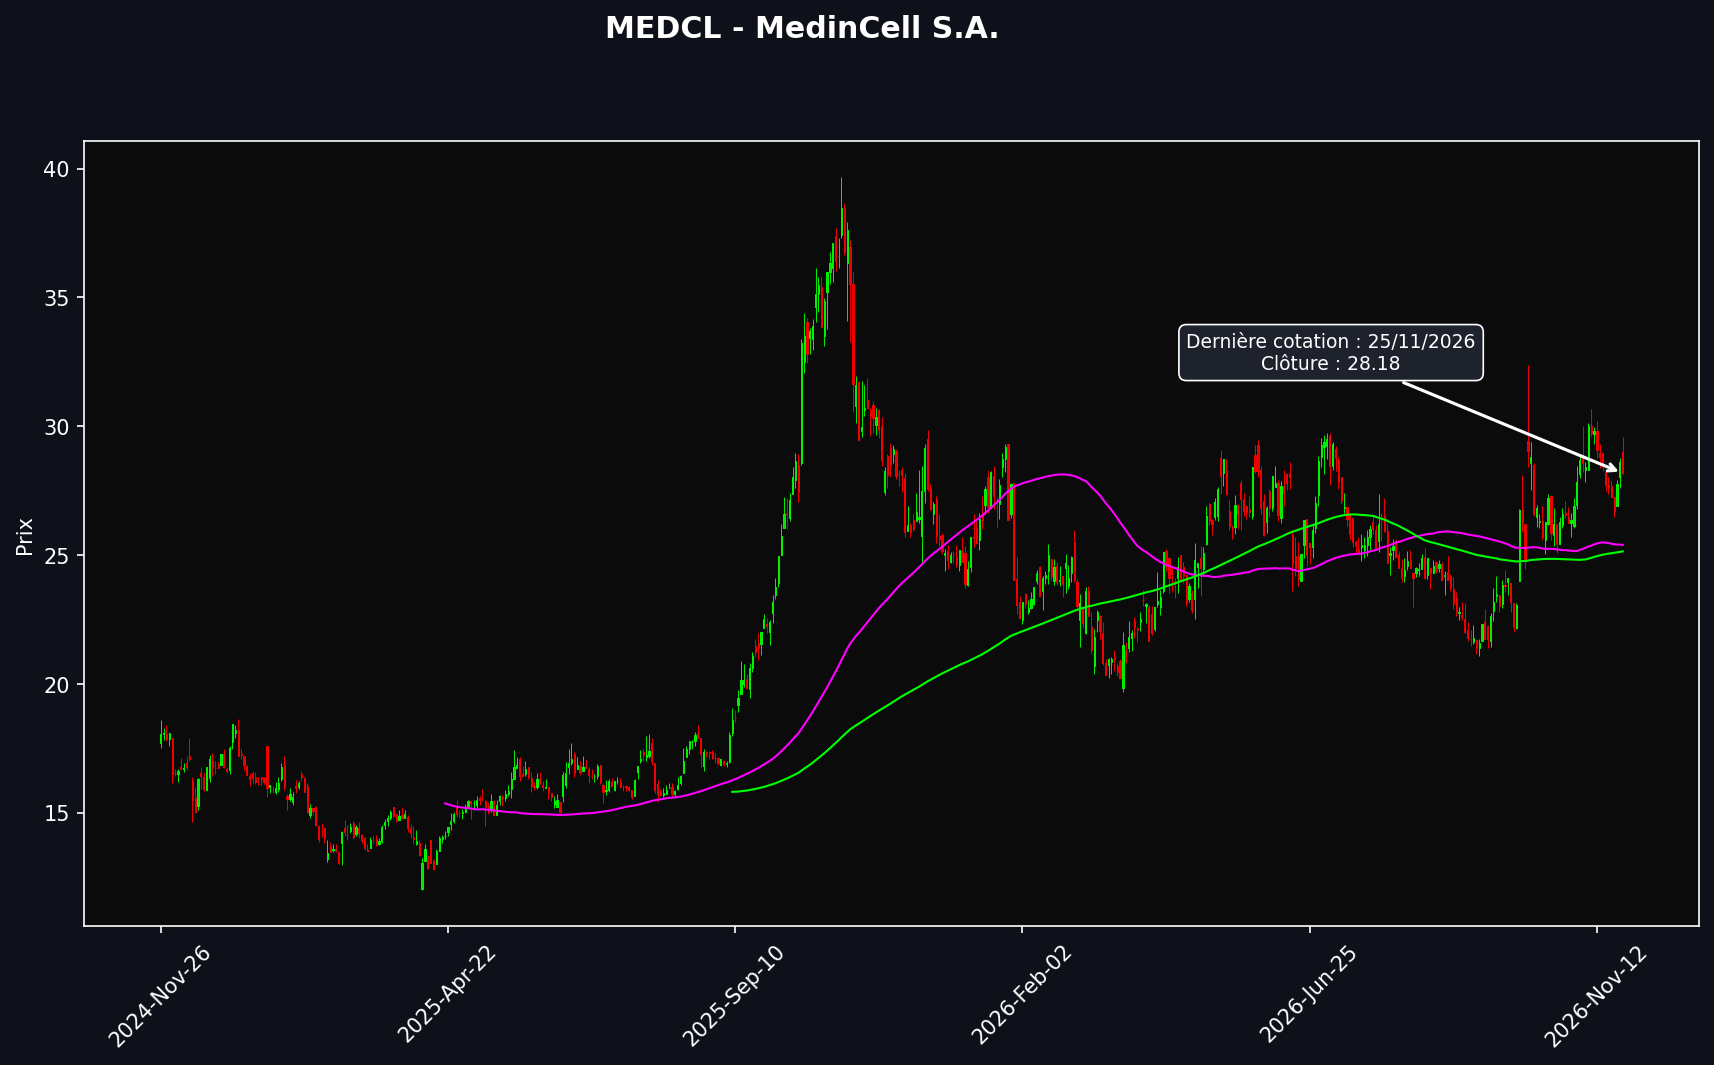 MEDCL - MedinCell S.A.
Prix
40
35
30
25
20
15
Dernière cotation : 25/11/2026
Clôture : 28.18
2024-Nov-26
2025-Apr-22
2025-Sep-10
2026-Feb-02
2026-Jun-25
2026-Nov-12